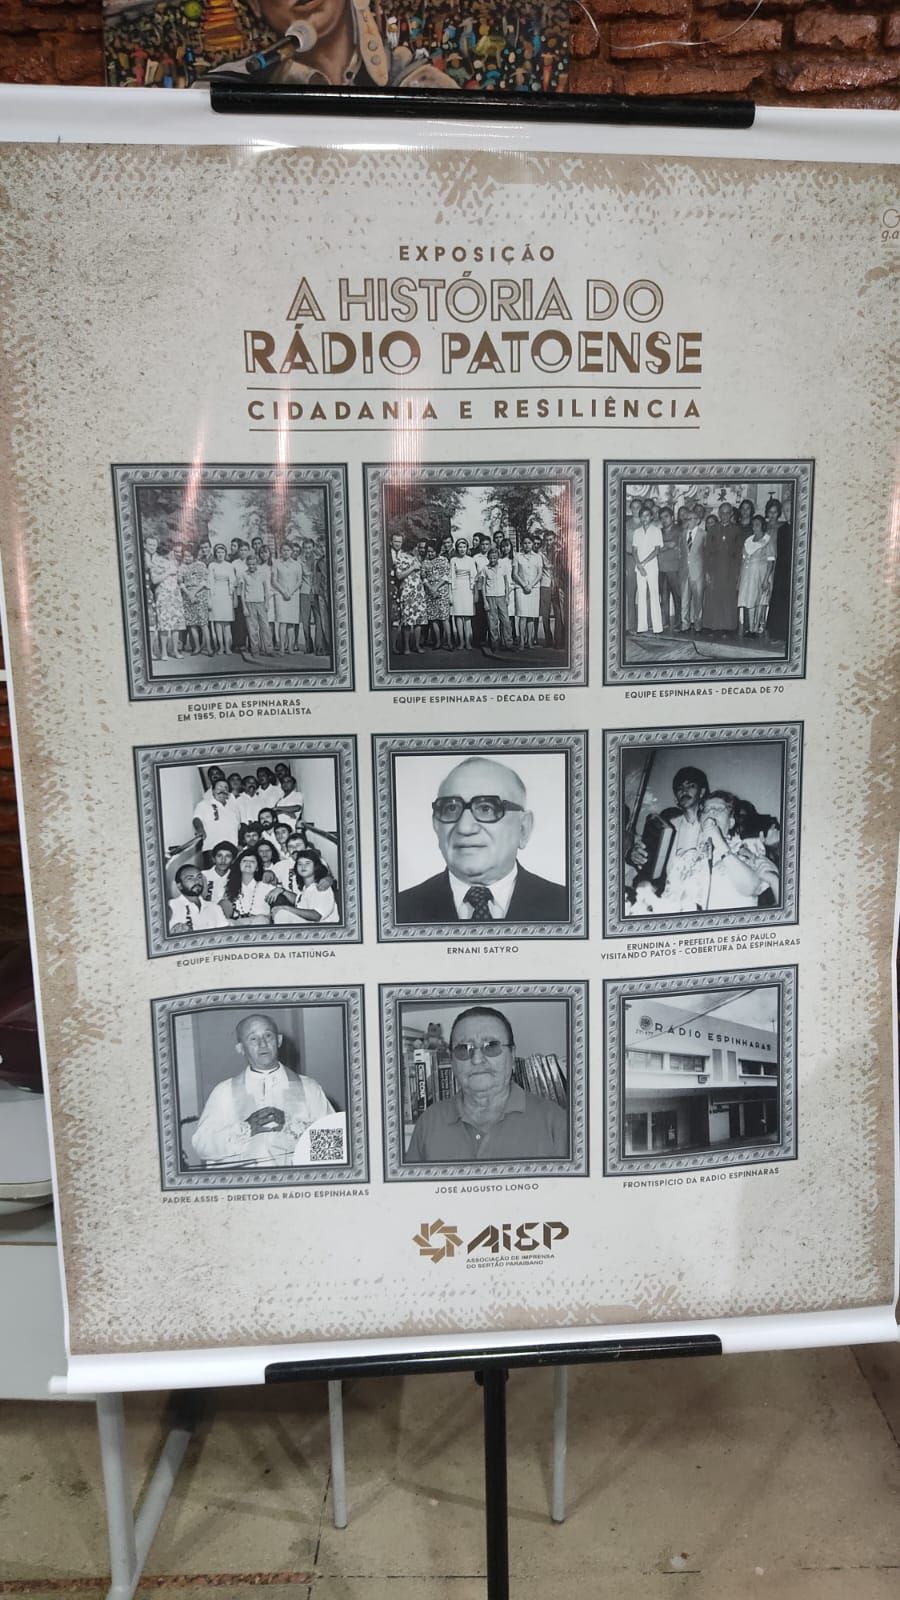 EXPOSIÇÃO
A HISTÓRIA DO
RÁDIO PATOENSE
CIDADANIA E RESILIÊNCIA
EQUIPE DA ESPINHARAS
EM 1965, DIA DO RADIALISTA
EQUIPE ESPINHARAS - DÉCADA DE 60
EQUIPE ESPINHARAS - DÉCADA DE 70
EQUIPE FUNDADORA DA ITATIUNGA
ERNANI SATYRO
ERUNDINA - PREFEITA DE SÃO PAULO
VISITANDO PATOS - COBERTURA DA ESPINHARAS
RÁDIO ESPINHARAS
PADRE ASSIS - DIRETOR DA RÁDIO ESPINHARAS
JOSÉ AUGUSTO LONGO
FRONTISPÍCIO DA RADIO ESPINHARAS
AIEP
ASSOCIAÇÃO DE IMPRENSA
DO SERTÃO PARAIBANO